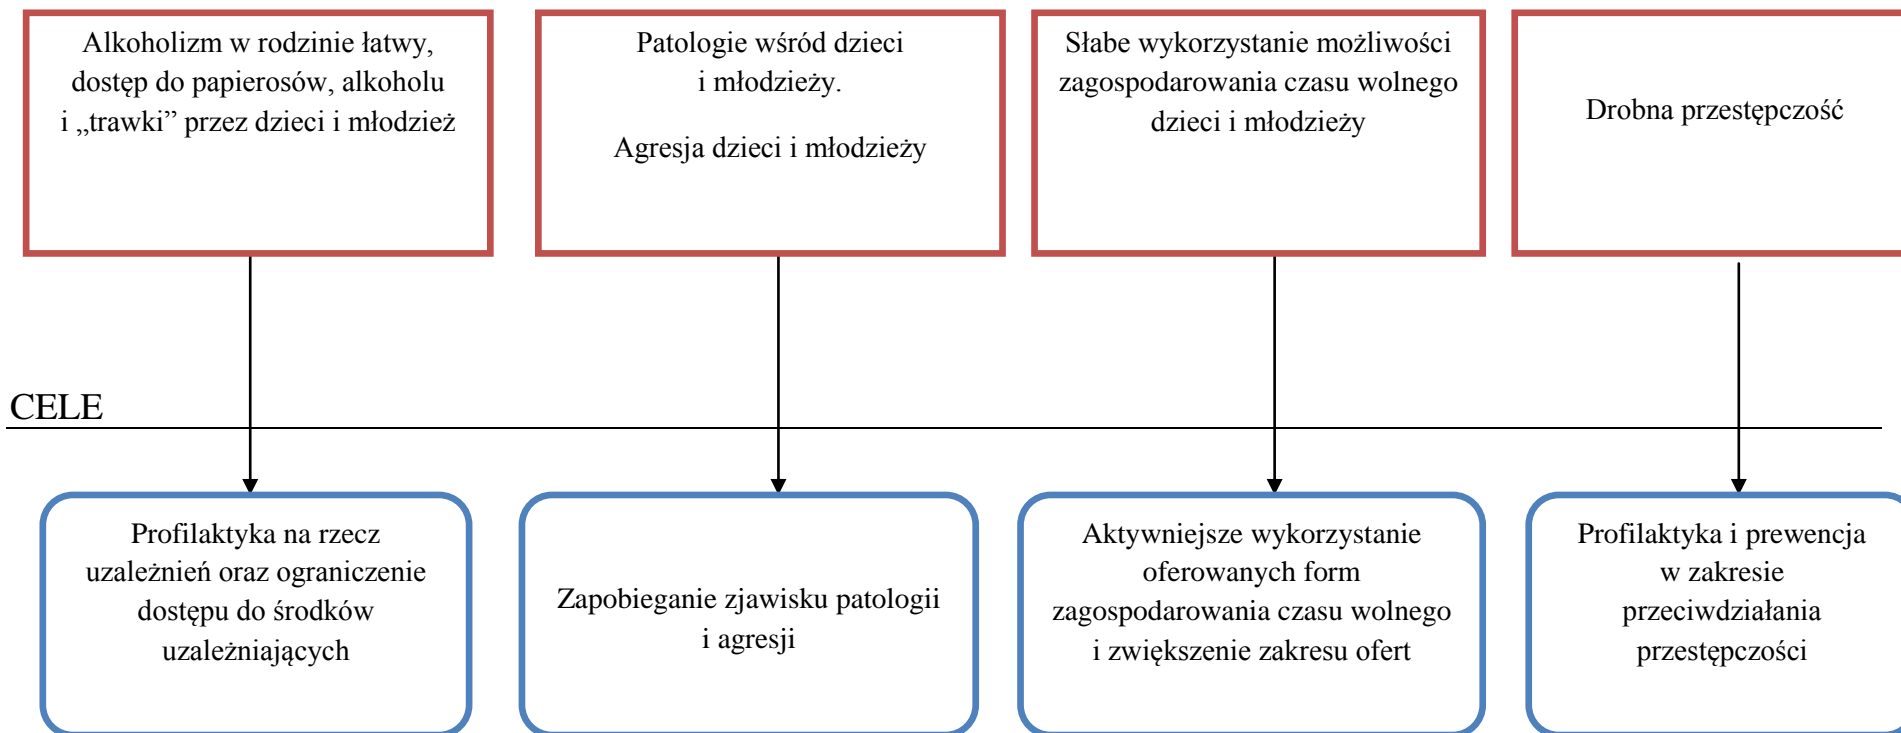 Alkoholizm w rodzinie łatwy,
dostęp do papierosów, alkoholu
i „trawki” przez dzieci i młodzież
Patologie wśród dzieci
i młodzieży.
Agresja dzieci i młodzieży
Słabe wykorzystanie możliwości
zagospodarowania czasu wolnego
dzieci i młodzieży
Drobna przestępczość
CELE
Profilaktyka na rzecz
uzależnień oraz ograniczenie
dostępu do środków
uzależniających
Zapobieganie zjawisku patologii
i agresji
Aktywniejsze wykorzystanie
oferowanych form
zagospodarowania czasu wolnego
i zwiększenie zakresu ofert
Profilaktyka i prewencja
w zakresie
przeciwdziałania
przestępczości